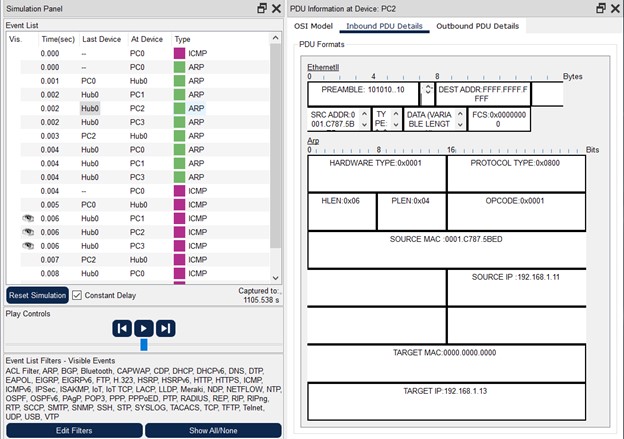 Simulation Panel
Event List
Vis. Time(sec) Last Device At Device Type
0.000 -- PC0 ICMP
0.000 -- PC0 ARP
0.001 PC0 Hub0 ARP
0.002 Hub0 PC1 ARP
0.002 Hub0 PC2 ARP
0.002 Hub0 PC3 ARP
0.003 PC2 Hub0 ARP
0.004 Hub0 PC0 ARP
0.004 Hub0 PC1 ARP
0.004 Hub0 PC3 ARP
0.004 -- PC0 ICMP
0.005 PC0 Hub0 ICMP
0.006 Hub0 PC1 ICMP
0.006 Hub0 PC2 ICMP
0.006 Hub0 PC3 ICMP
0.007 PC2 Hub0 ICMP
0.008 Hub0 PC0 ICMP
Reset Simulation Constant Delay Captured to:
1105.538 s
Play Controls
Event List Filters - Visible Events
ACL Filter, ARP, BGP, Bluetooth, CAPWAP, CDP, DHCP, DHCPv6, DNS, DTP,
EAPOL, EIGRP, EIGRPv6, FTP, H.323, HSRP, HSRPv6, HTTP, HTTPS, ICMP,
ICMPv6, IPSec, ISAKMP, IoT, IoT TCP, LACP, LLDP, Meraki, NDP, NETFLOW, NTP,
OSPF, OSPFv6, PAgP, POP3, PPP, PPPoED, PTP, RADIUS, REP, RIP, RIPng,
RTP, SCCP, SMTP, SNMP, SSH, STP, SYSLOG, TACACS, TCP, TFTP, Telnet,
UDP, USB, VTP
Edit Filters Show All/None
PDU Information at Device: PC2
OSI Model Inbound PDU Details Outbound PDU Details
PDU Formats
EthernetII
0 4 8 Bytes
PREAMBLE: 101010..10 DEST ADDR:FFFF.FFFF.F
FFF
SRC ADDR:0
001.C787.5B
TY
PE:
DATA (VARIA
BLE LENGT
FCS:0x0000000
0
Arp
0 8 16 Bits
HARDWARE TYPE:0x0001 PROTOCOL TYPE:0x0800
HLEN:0x06 PLEN:0x04 OPCODE:0x0001
SOURCE MAC :0001.C787.5BED
SOURCE IP :192.168.1.11
TARGET MAC:0000.0000.0000
TARGET IP:192.168.1.13